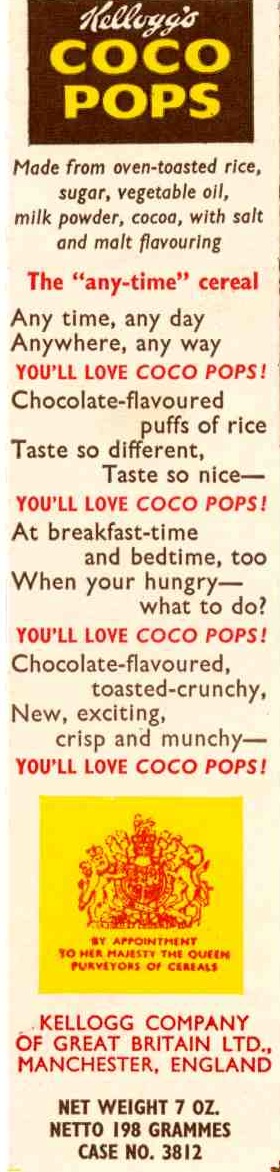 Kellogg's
COCO
POPS
Made from oven-toasted rice,
sugar, vegetable oil,
milk powder, cocoa, with salt
and malt flavouring
The "any-time" cereal
Any time, any day
Anywhere, any way
YOU'LL LOVE COCO POPS!
Chocolate-flavoured
puffs of rice
Taste so different,
Taste so nice—
YOU'LL LOVE COCO POPS!
At breakfast-time
and bedtime, too
When your hungry—
what to do?
YOU'LL LOVE COCO POPS!
Chocolate-flavoured,
toasted-crunchy,
New, exciting,
crisp and munchy—
YOU'LL LOVE COCO POPS!
BY APPOINTMENT
TO HER MAJESTY THE QUEEN
PURVEYORS OF CEREALS
KELLOGG COMPANY
OF GREAT BRITAIN LTD.,
MANCHESTER, ENGLAND
NET WEIGHT 7 OZ.
NETTO 198 GRAMMES
CASE NO. 3812